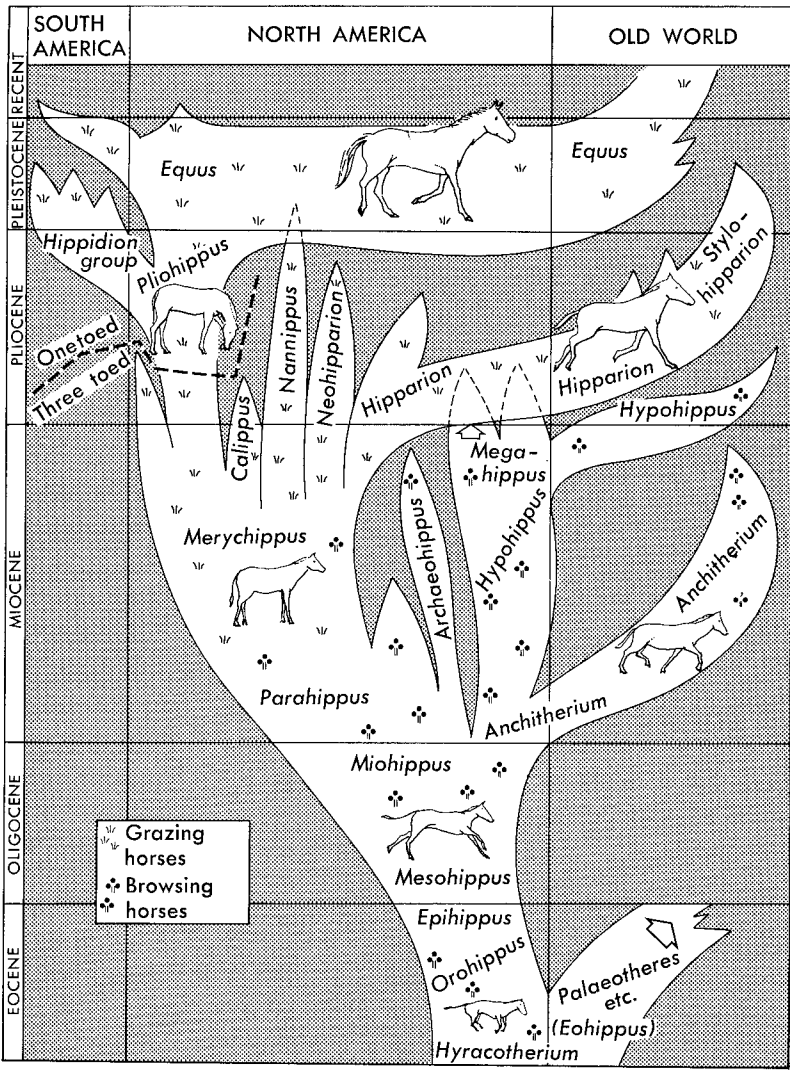 SOUTH
AMERICA
NORTH AMERICA
OLD WORLD
RECENT
PLEISTOCENE
PLIOCENE
MIOCENE
OLIGOCENE
EOCENE
Equus
Equus
Hippidion
group
Pliohippus
One toed
Three toed
Calippus
Nannippus
Neohipparion
Hipparion
Hipparion
Stylo-
hipparion
Hypohippus
Mega-
hippus
Hypohippus
Archaeohippus
Merychippus
Anchitherium
Parahippus
Anchitherium
Miohippus
Mesohippus
Grazing
horses
Browsing
horses
Epihippus
Orohippus
Palaeotheres
etc.
(Eohippus)
Hyracotherium